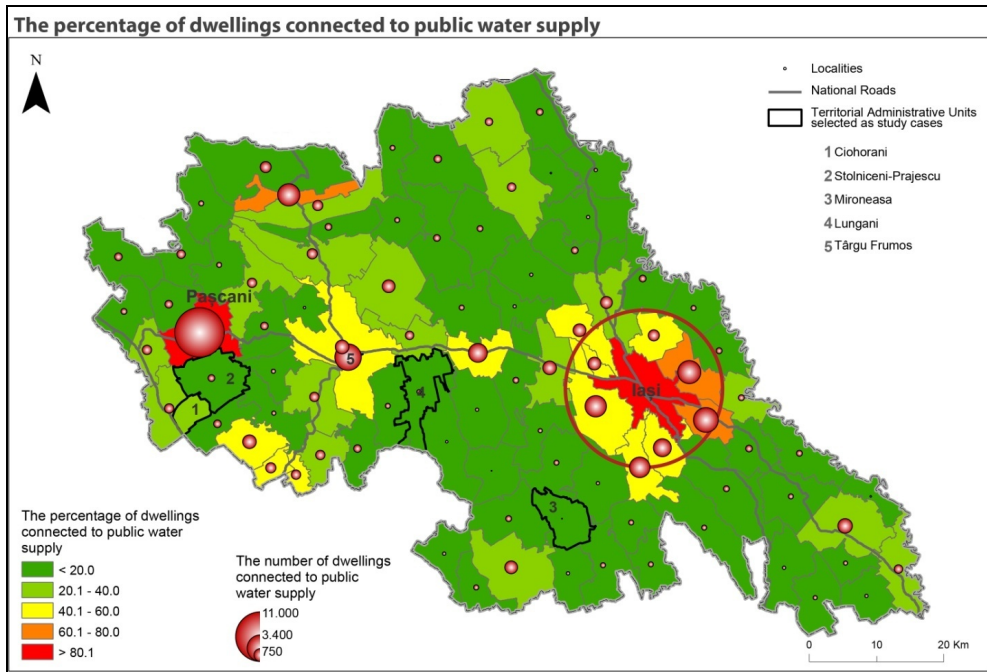 The percentage of dwellings connected to public water supply
N
Localities
National Roads
Territorial Administrative Units
selected as study cases
1 Ciohorani
2 Stolniceni-Prajescu
3 Mironeasa
4 Lungani
5 Târgu Frumos
Paşcani
5
2
4
Iaşi
1
3
The percentage of dwellings
connected to public water
supply
< 20.0
20.1 - 40.0
40.1 - 60.0
60.1 - 80.0
> 80.1
The number of dwellings
connected to public
water supply
11.000
3.400
750
0 10 20 Km